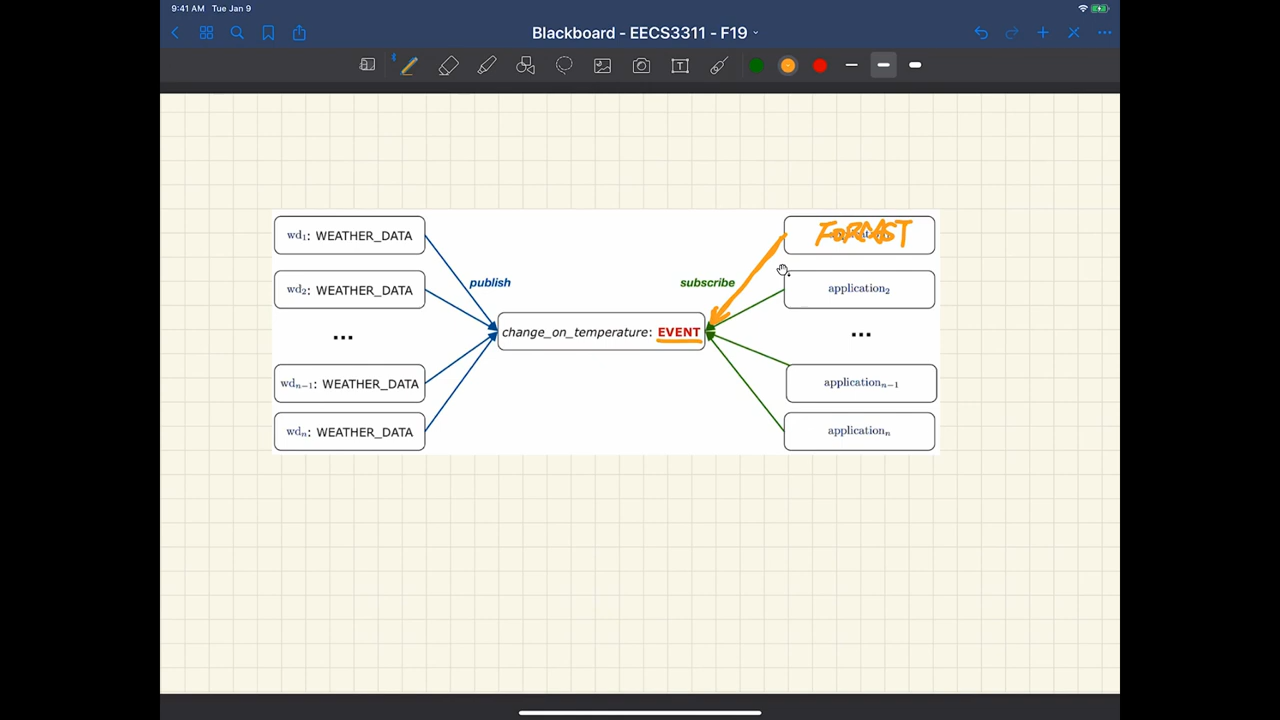 9:41 AM Tue Jan 9
Blackboard - EECS3311 - F19
wd1: WEATHER_DATA
FORCAST
wd2: WEATHER_DATA
publish
subscribe
application2
...
change_on_temperature: EVENT
...
wdn−1: WEATHER_DATA
applicationn−1
wdn: WEATHER_DATA
applicationn